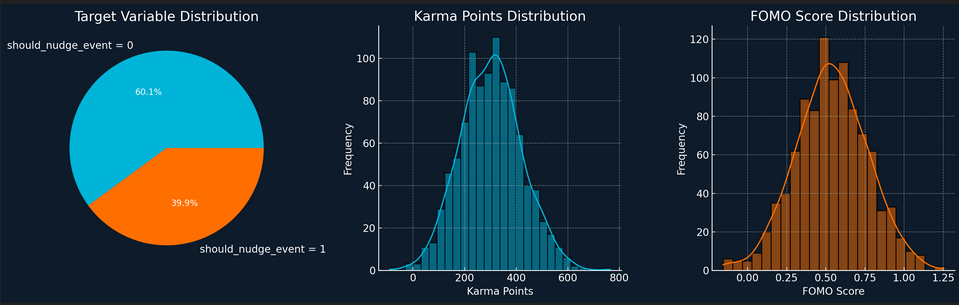 Target Variable Distribution
should_nudge_event = 0
60.1%
39.9%
should_nudge_event = 1
Karma Points Distribution
Frequency
100
80
60
40
20
0
0 200 400 600 800
Karma Points
FOMO Score Distribution
Frequency
120
100
80
60
40
20
0
0.00 0.25 0.50 0.75 1.00 1.25
FOMO Score